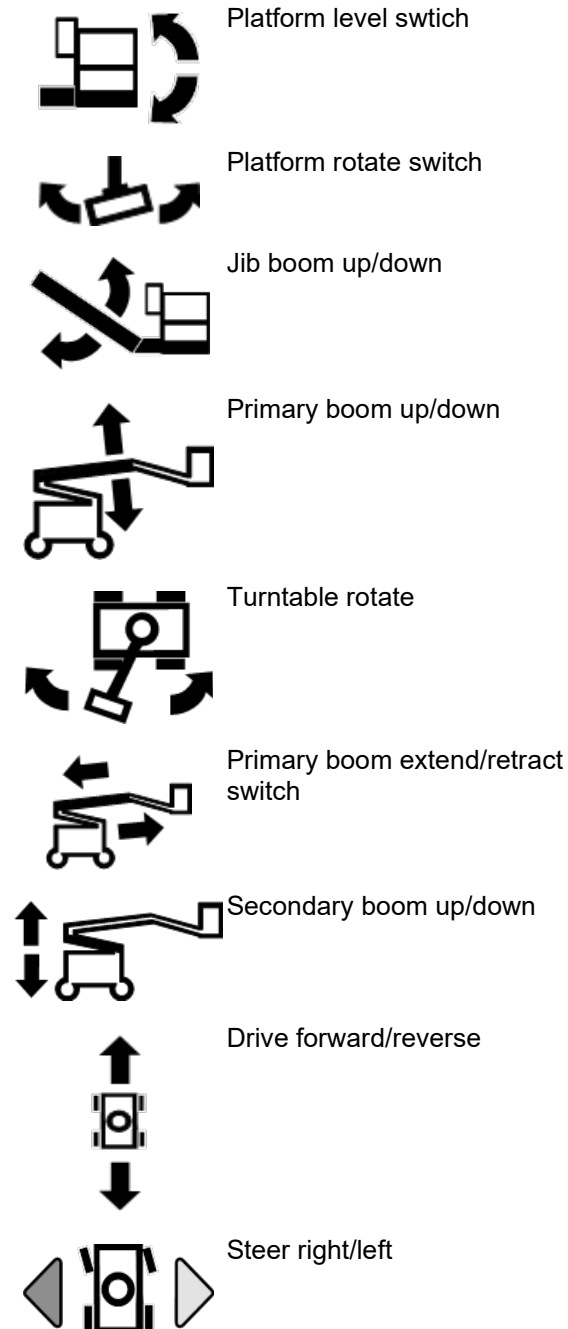 Platform level swtich
Platform rotate switch
Jib boom up/down
Primary boom up/down
Turntable rotate
Primary boom extend/retract
switch
Secondary boom up/down
Drive forward/reverse
Steer right/left